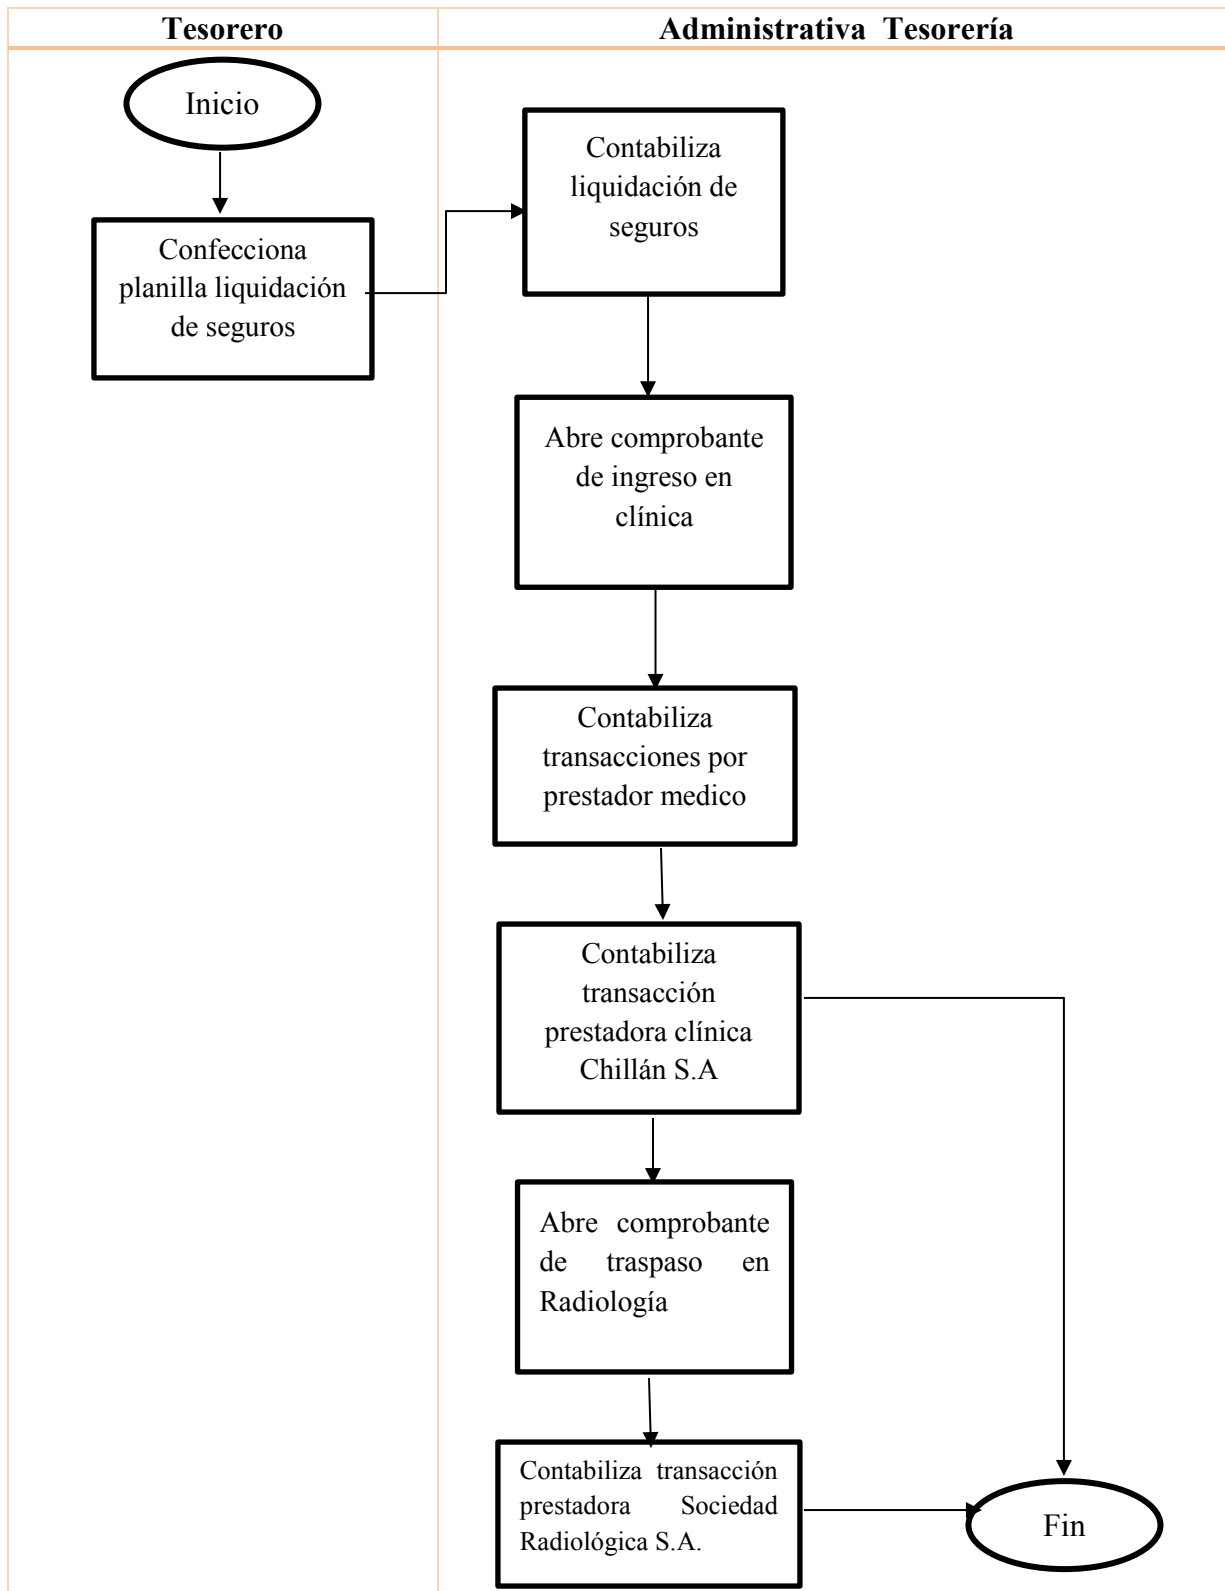 Tesorero
Administrativa Tesorería
Inicio
Confecciona
planilla liquidación
de seguros
Contabiliza
liquidación de
seguros
Abre comprobante
de ingreso en
clínica
Contabiliza
transacciones por
prestador medico
Contabiliza
transacción
prestadora clínica
Chillán S.A
Abre comprobante
de traspaso en
Radiología
Contabiliza transacción
prestadora Sociedad
Radiológica S.A.
Fin